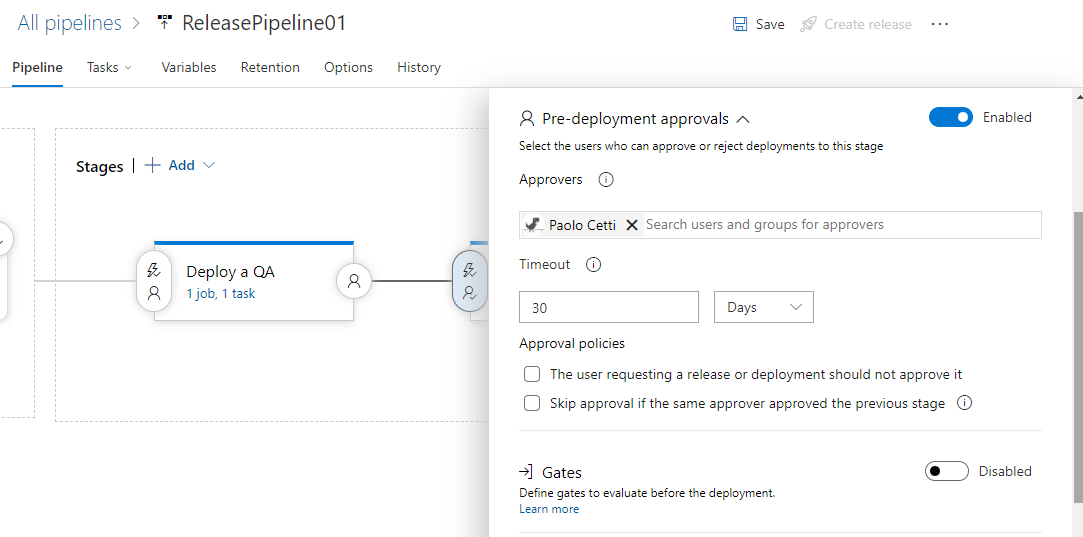 All pipelines > ReleasePipeline01
Save Create release ...
Pipeline Tasks Variables Retention Options History
Stages | + Add
Deploy a QA
1 job, 1 task
Pre-deployment approvals
Enabled
Select the users who can approve or reject deployments to this stage
Approvers
Paolo Cetti Search users and groups for approvers
Timeout
30 Days
Approval policies
The user requesting a release or deployment should not approve it
Skip approval if the same approver approved the previous stage
Gates
Disabled
Define gates to evaluate before the deployment.
Learn more